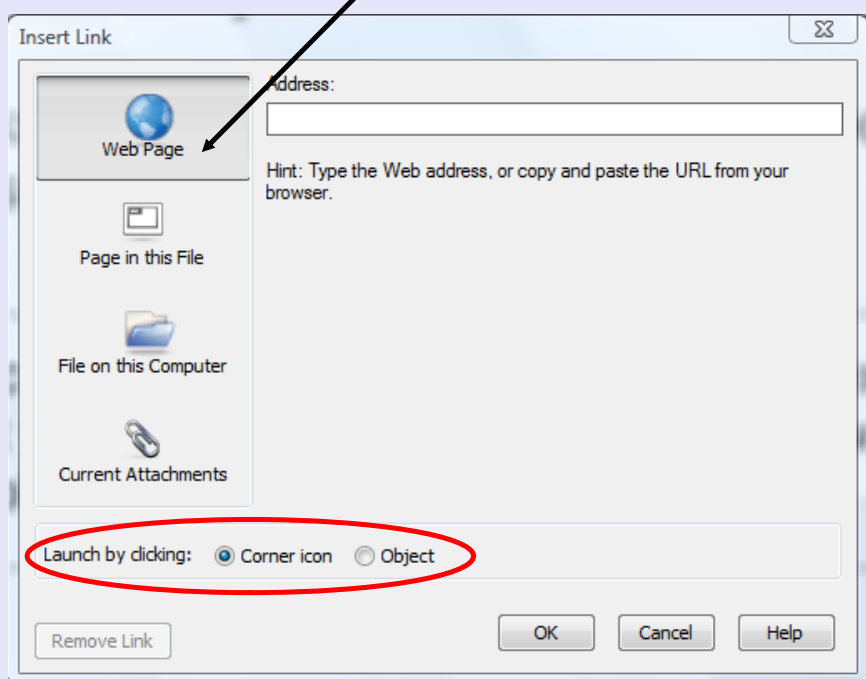 Insert Link
Web Page
Page in this File
File on this Computer
Current Attachments
Address:
Hint: Type the Web address, or copy and paste the URL from your
browser.
Launch by clicking: Corner icon Object
Remove Link OK Cancel Help